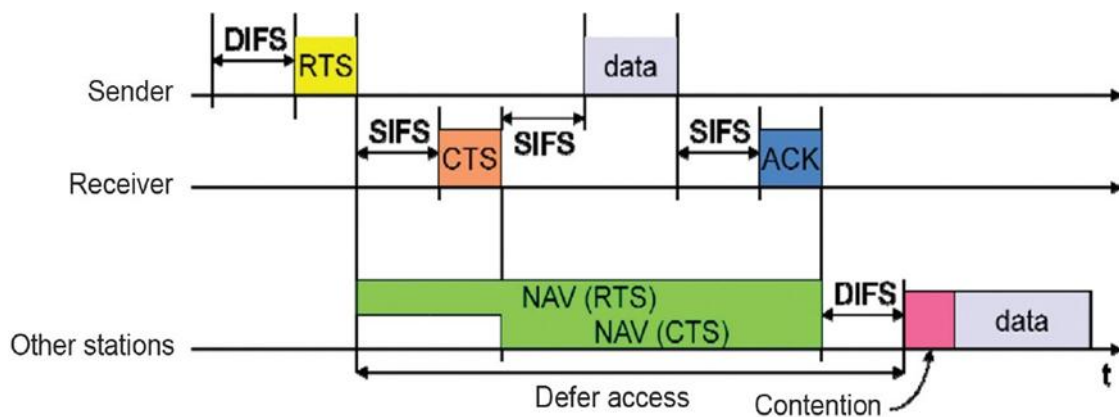 DIFS
RTS
data
Sender
SIFS
CTS
SIFS
SIFS
ACK
Receiver
NAV (RTS)
DIFS
NAV (CTS)
data
Other stations
t
Defer access
Contention